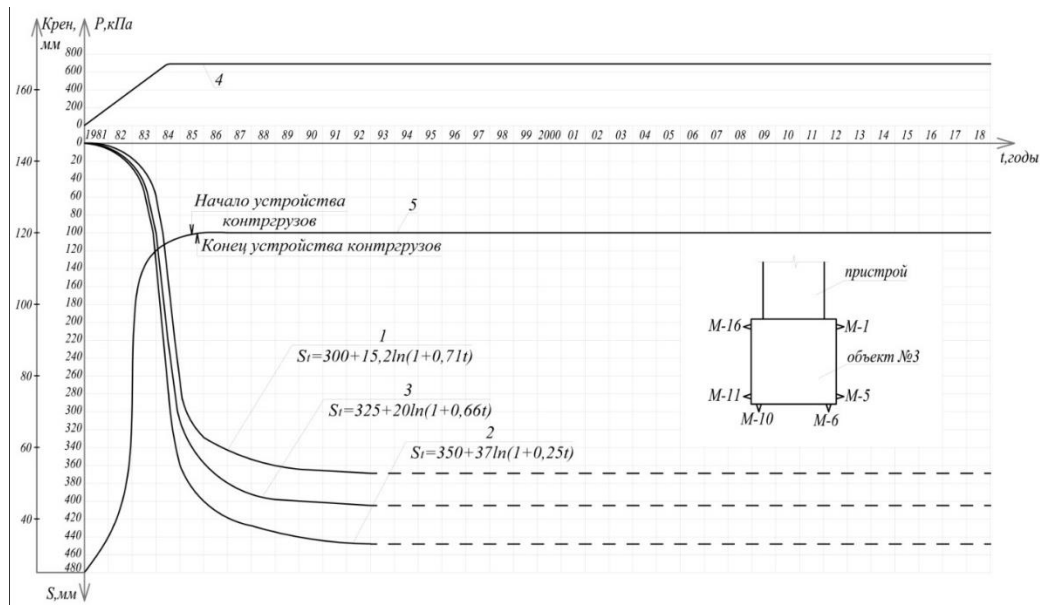 Крен, мм
P,кПа
800
600
400
200
0
160
140
120
100
80
60
40
4
1981 82 83 84 85 86 87 88 89 90 91 92 93 94 95 96 97 98 99 2000 01 02 03 04 05 06 07 08 09 10 11 12 13 14 15 16 17 18
t,годы
0
20
40
60
80
100
120
140
160
180
200
220
240
260
280
300
320
340
360
380
400
420
440
460
480
S,мм
Начало устройства
контргрузов
5
Конец устройства контргрузов
1
St=300+15,2ln(1+0,71t)
3
St=325+20ln(1+0,66t)
2
St=350+37ln(1+0,25t)
пристрой
М-16
М-1
объект №3
М-11
М-5
М-10
М-6